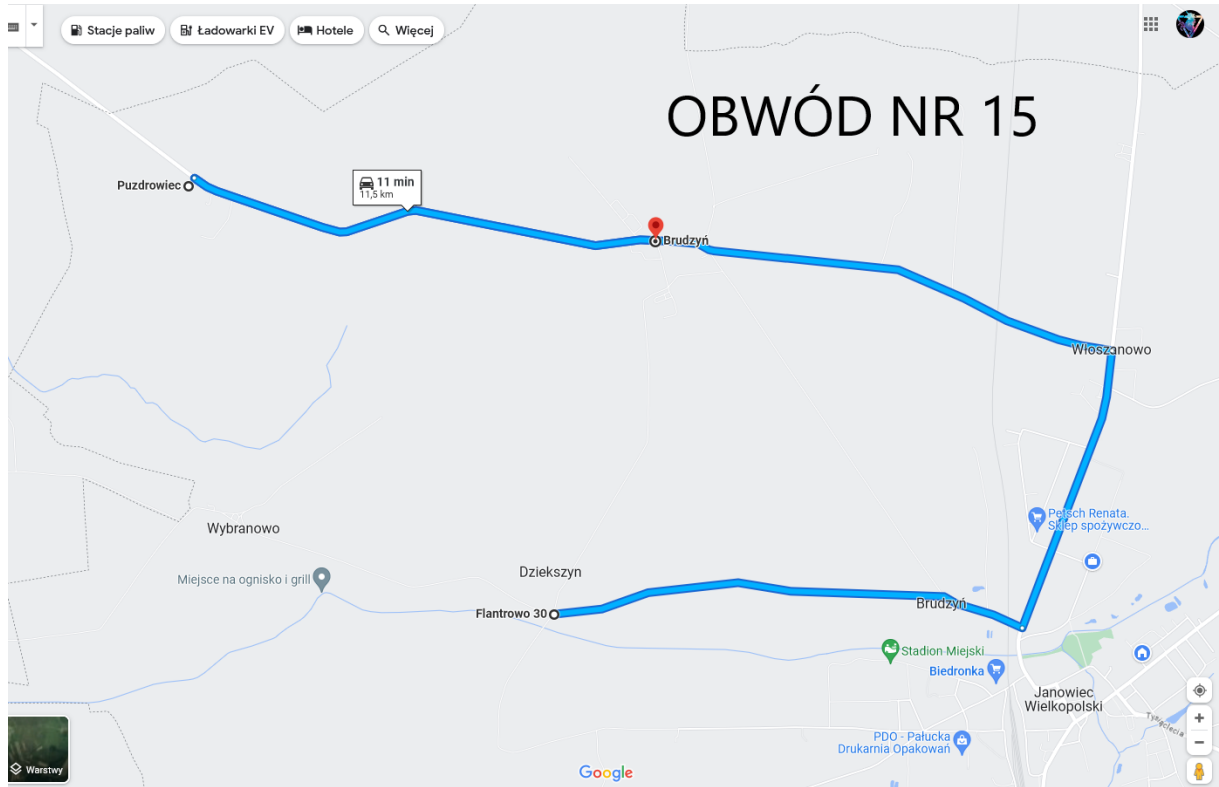 Stacje paliw
Ładowarki EV
Hotele
Więcej
OBWÓD NR 15
Puzdrowiec
11 min
11,5 km
Brudzyń
Włoszanowo
Petsch Renata.
Sklep spożywczo...
Wybranowo
Dziekszyn
Miejsce na ognisko i grill
Flantrowo 30
Brudzyń
Stadion Miejski
Biedronka
Janowiec
Wielkopolski
Tysiąclecia
PDO - Pałucka
Drukarnia Opakowań
Warstwy
Google